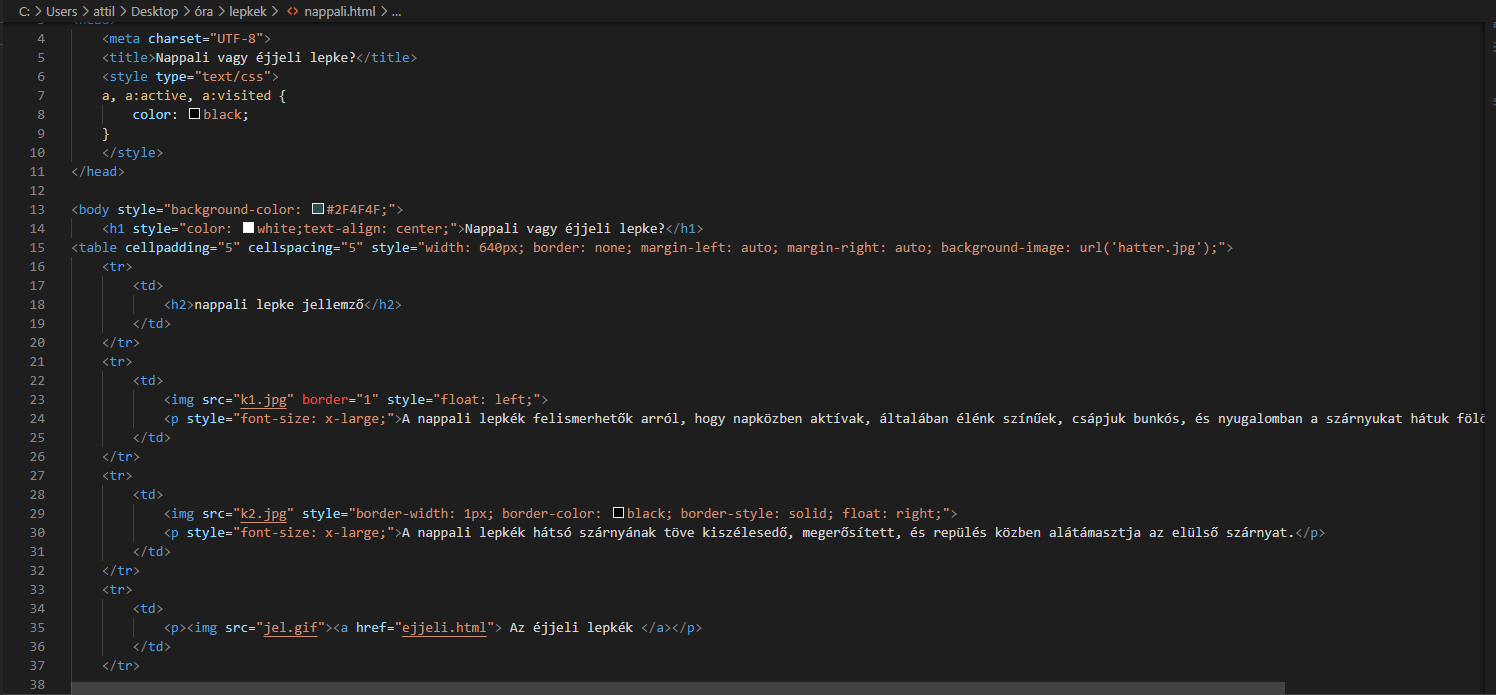 C: > Users > attil > Desktop > óra > lepkek > <> nappali.html > ...
4 <meta charset="UTF-8">
5 <title>Nappali vagy éjjeli lepke?</title>
6 <style type="text/css">
7 a, a:active, a:visited {
8 color: black;
9 }
10 </style>
11 </head>
12
13 <body style="background-color: #2F4F4F;">
14 <h1 style="color: white;text-align: center;">Nappali vagy éjjeli lepke?</h1>
15 <table cellpadding="5" cellspacing="5" style="width: 640px; border: none; margin-left: auto; margin-right: auto; background-image: url('hatter.jpg');">
16 <tr>
17 <td>
18 <h2>nappali lepke jellemző</h2>
19 </td>
20 </tr>
21 <tr>
22 <td>
23 <img src="k1.jpg" border="1" style="float: left;">
24 <p style="font-size: x-large;">A nappali lepkék felismerhetők arról, hogy napközben aktívak, általában élénk színűek, csápjuk bunkós, és nyugalomban a szárnyukat hátuk fölö
25 </td>
26 </tr>
27 <tr>
28 <td>
29 <img src="k2.jpg" style="border-width: 1px; border-color: black; border-style: solid; float: right;">
30 <p style="font-size: x-large;">A nappali lepkék hátsó szárnyának töve kiszélesedő, megerősített, és repülés közben alátámasztja az elülső szárnyat.</p>
31 </td>
32 </tr>
33 <tr>
34 <td>
35 <p><img src="jel.gif"><a href="ejjeli.html"> Az éjjeli lepkék </a></p>
36 </td>
37 </tr>
38